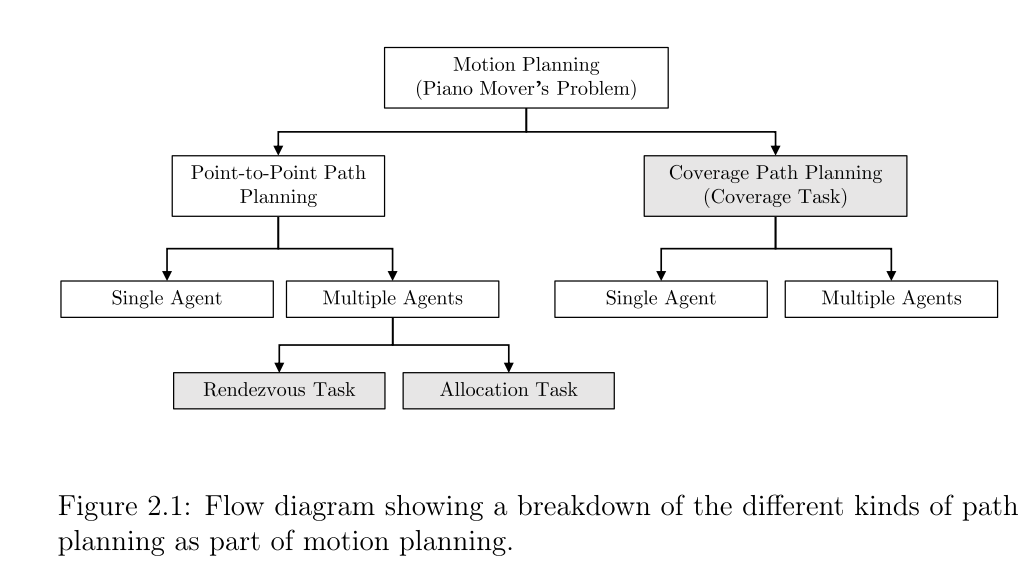 Motion Planning
(Piano Mover's Problem)
Point-to-Point Path
Planning
Coverage Path Planning
(Coverage Task)
Single Agent
Multiple Agents
Single Agent
Multiple Agents
Rendezvous Task
Allocation Task
Figure 2.1: Flow diagram showing a breakdown of the different kinds of path
planning as part of motion planning.